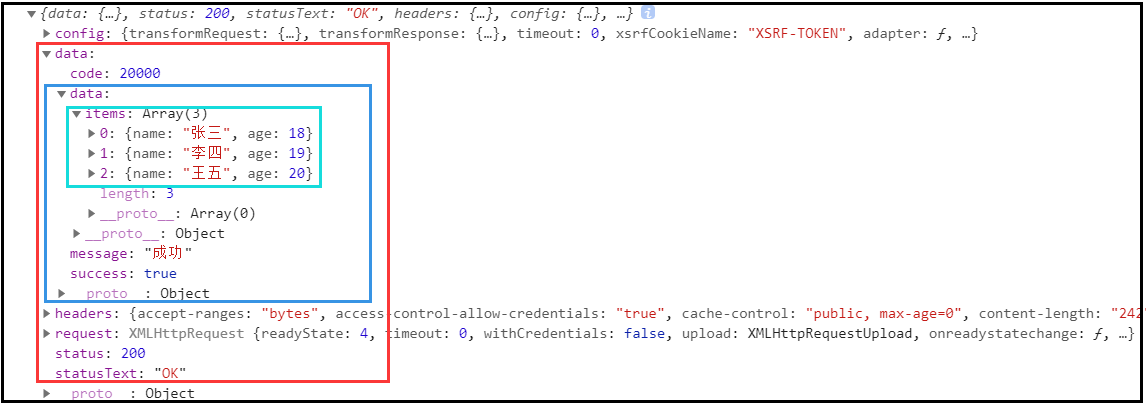 {data: {…}, status: 200, statusText: "OK", headers: {…}, config: {…}, …} i
config: {transformRequest: {…}, transformResponse: {…}, timeout: 0, xsrfCookieName: "XSRF-TOKEN", adapter: ƒ, …}
data:
code: 20000
data:
items: Array(3)
0: {name: "张三", age: 18}
1: {name: "李四", age: 19}
2: {name: "王五", age: 20}
length: 3
__proto__: Array(0)
__proto__: Object
message: "成功"
success: true
proto : Object
headers: {accept-ranges: "bytes", access-control-allow-credentials: "true", cache-control: "public, max-age=0", content-length: "242"
request: XMLHttpRequest {readyState: 4, timeout: 0, withCredentials: false, upload: XMLHttpRequestUpload, onreadystatechange: ƒ, …}
status: 200
statusText: "OK"
proto : Object